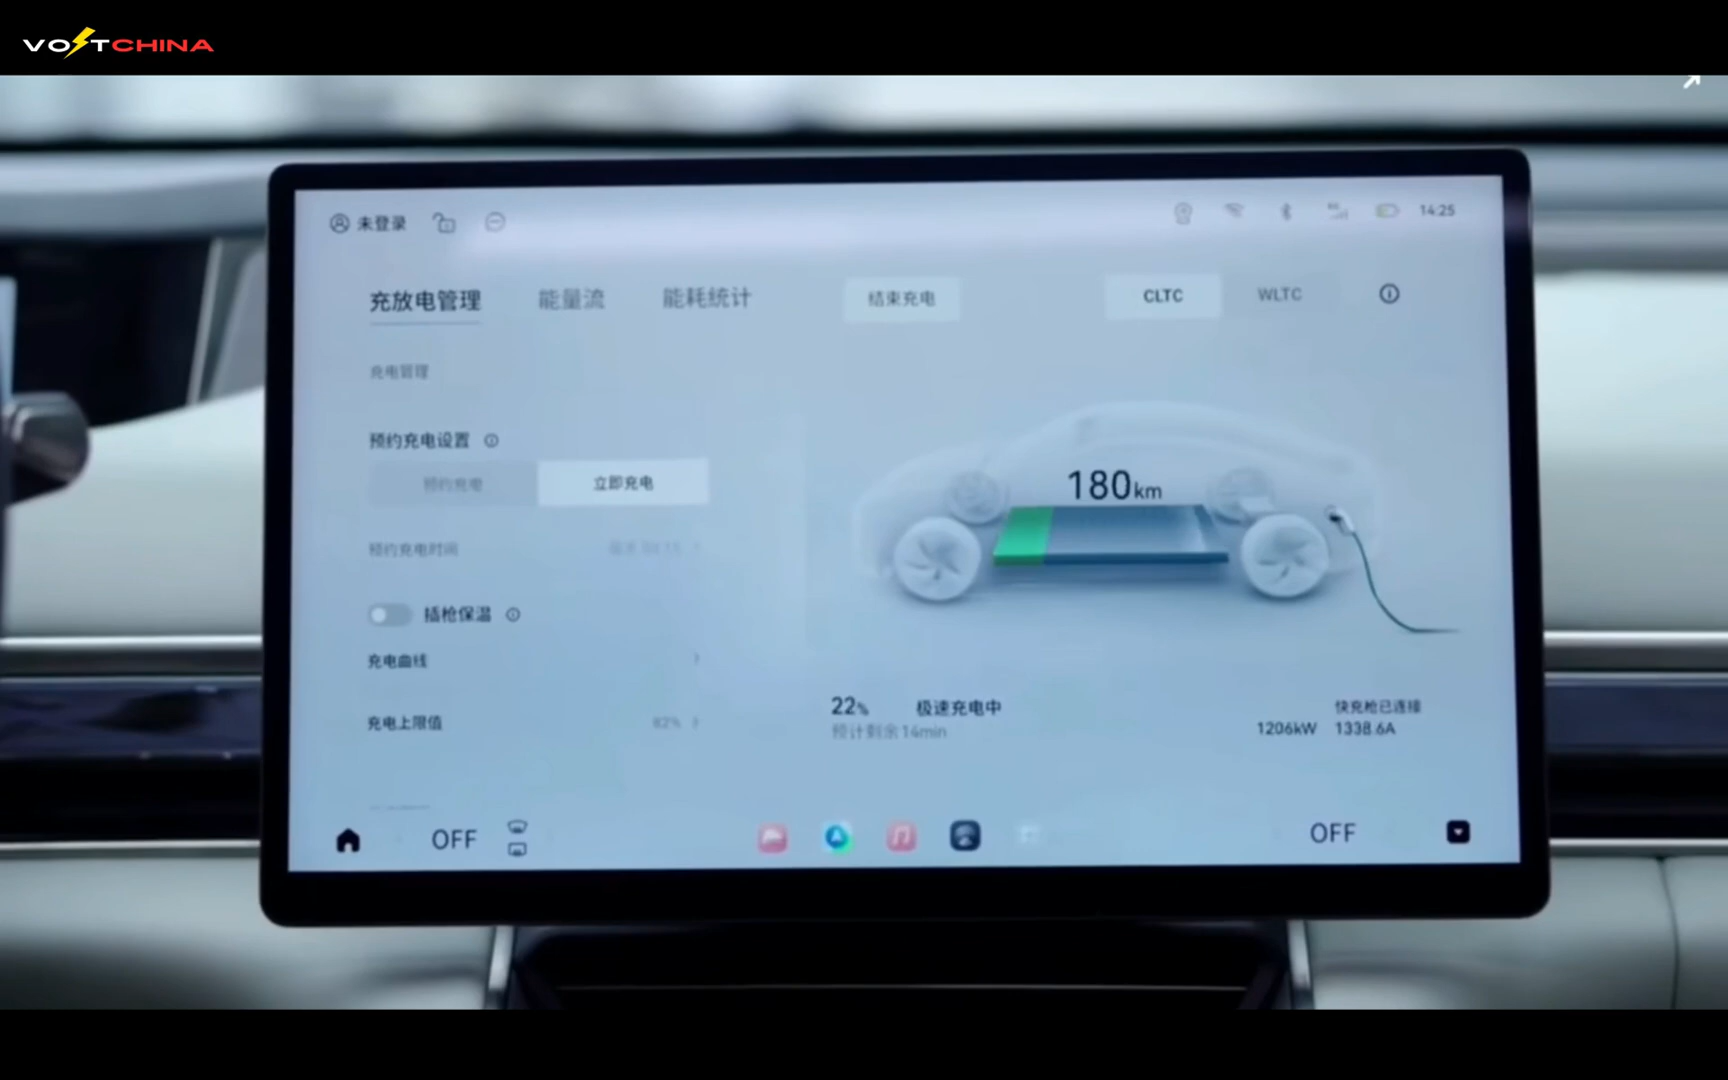 VOLTCHINA
未登录
14:25
充放电管理 能量流 能耗统计 结束充电 CLTC WLTC
充电管理
预约充电设置
预约充电 立即充电
180km
预约充电时间
插枪保温
充电曲线
充电上限值 82%
22% 极速充电中 快充枪已连接
预计剩余14min 1206kW 1338.6A
OFF OFF